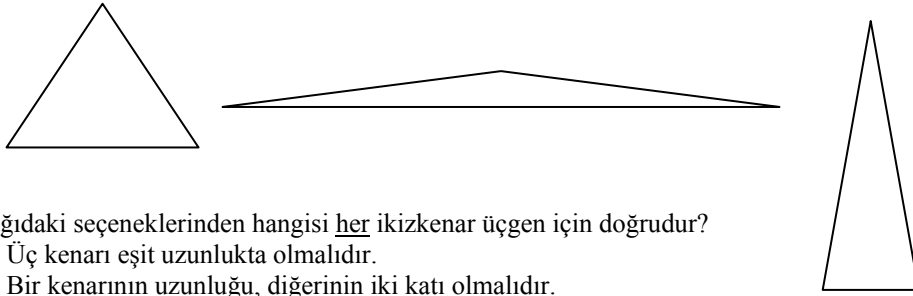 ğıdaki seçeneklerinden hangisi her ikizkenar üçgen için doğrudur?
Üç kenarı eşit uzunlukta olmalıdır.
Bir kenarının uzunluğu, diğerinin iki katı olmalıdır.